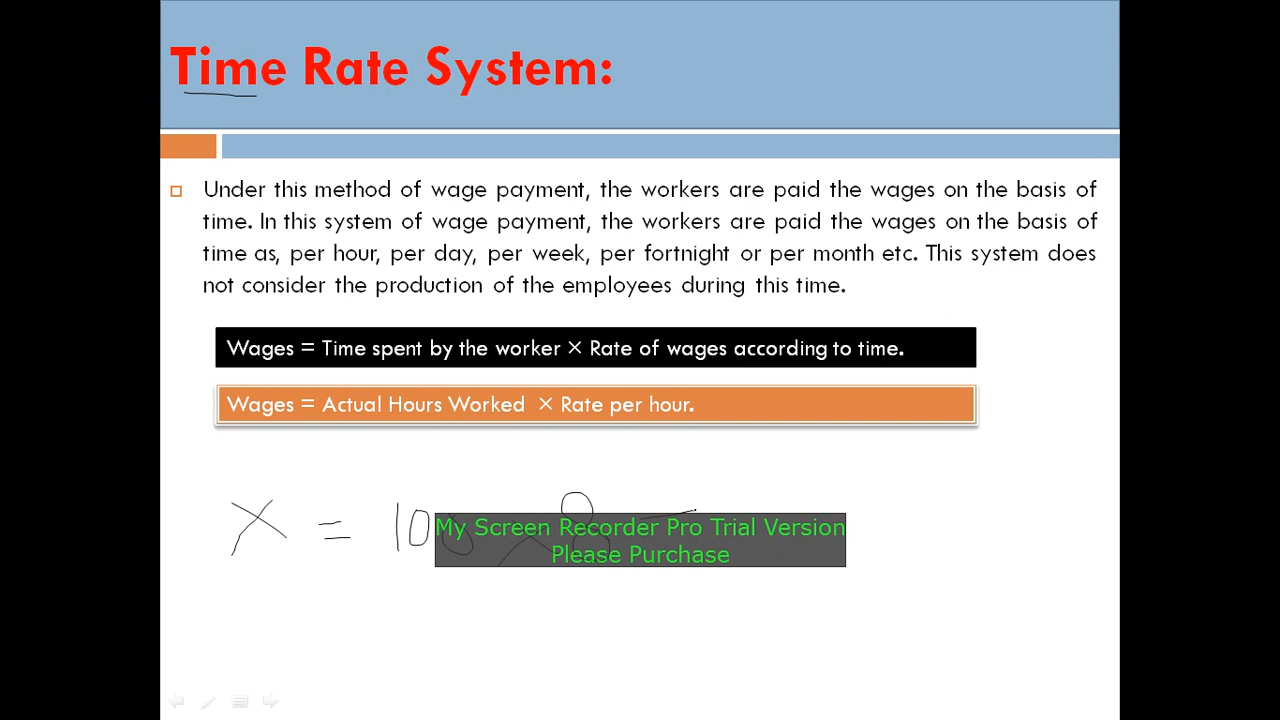 Time Rate System:
Under this method of wage payment, the workers are paid the wages on the basis of
time. In this system of wage payment, the workers are paid the wages on the basis of
time as, per hour, per day, per week, per fortnight or per month etc. This system does
not consider the production of the employees during this time.
Wages = Time spent by the worker × Rate of wages according to time.
Wages = Actual Hours Worked × Rate per hour.
X = 100 × 8 =
My Screen Recorder Pro Trial Version
Please Purchase